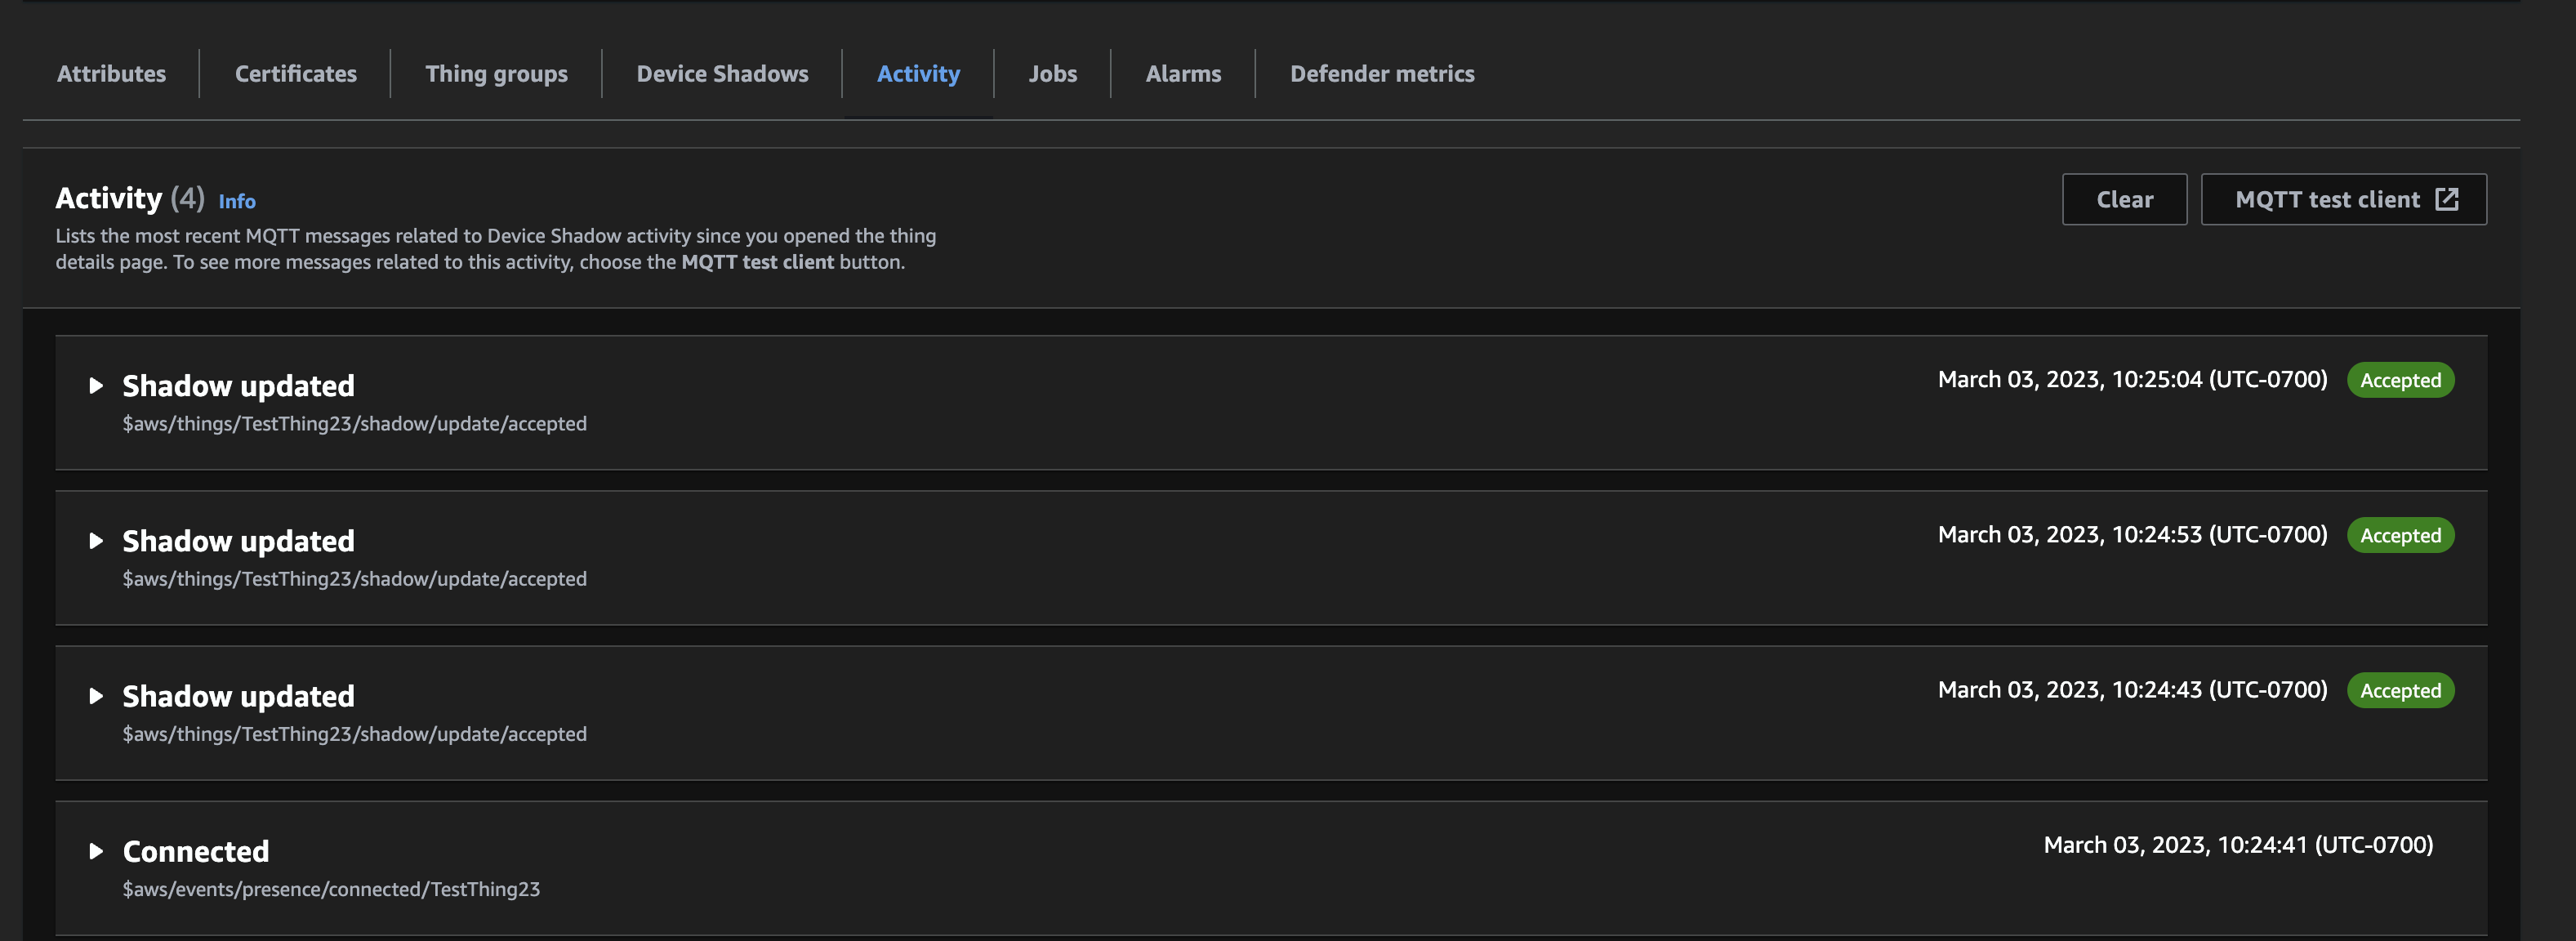 Attributes
Certificates
Thing groups
Device Shadows
Activity
Jobs
Alarms
Defender metrics
Activity (4) Info
Clear
MQTT test client
Lists the most recent MQTT messages related to Device Shadow activity since you opened the thing
details page. To see more messages related to this activity, choose the MQTT test client button.
Shadow updated
March 03, 2023, 10:25:04 (UTC-0700) Accepted
$aws/things/TestThing23/shadow/update/accepted
Shadow updated
March 03, 2023, 10:24:53 (UTC-0700) Accepted
$aws/things/TestThing23/shadow/update/accepted
Shadow updated
March 03, 2023, 10:24:43 (UTC-0700) Accepted
$aws/things/TestThing23/shadow/update/accepted
Connected
March 03, 2023, 10:24:41 (UTC-0700)
$aws/events/presence/connected/TestThing23